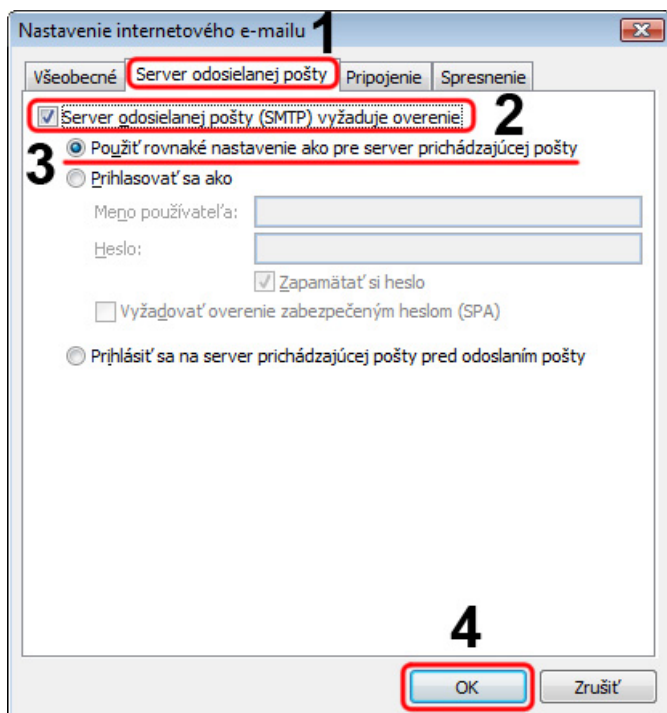 Nastavenie internetového e-mailu 1
Všeobecné Server odosielanej pošty Pripojenie Spresnenie
Server odosielanej pošty (SMTP) vyžaduje overenie 2
3 Použiť rovnaké nastavenie ako pre server prichádzajúcej pošty
Prihlasovať sa ako
Meno používateľa:
Heslo:
Zapamätať si heslo
Vyžadovať overenie zabezpečeným heslom (SPA)
Prihlásiť sa na server prichádzajúcej pošty pred odoslaním pošty
4
OK Zrušiť